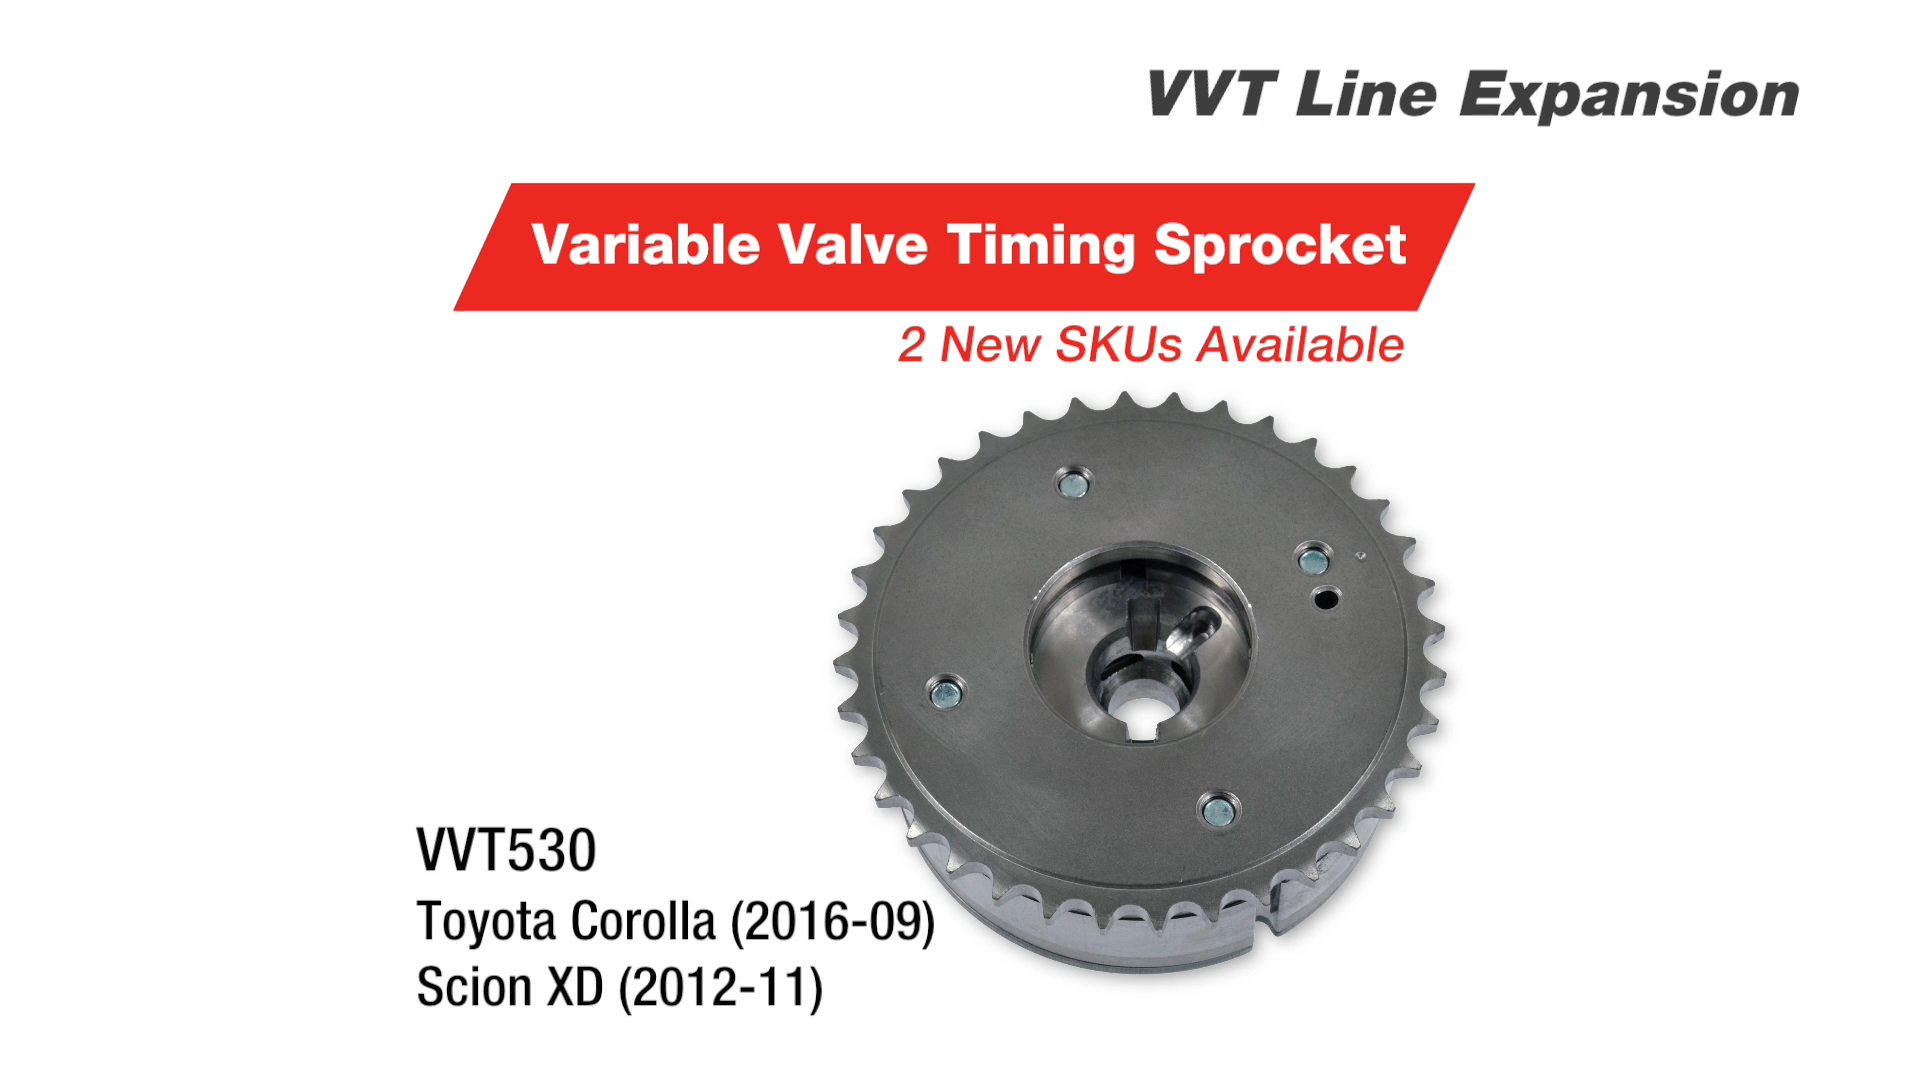 VVT Line Expansion
Variable Valve Timing Sprocket
2 New SKUs Available
VVT530
Toyota Corolla (2016-09)
Scion XD (2012-11)